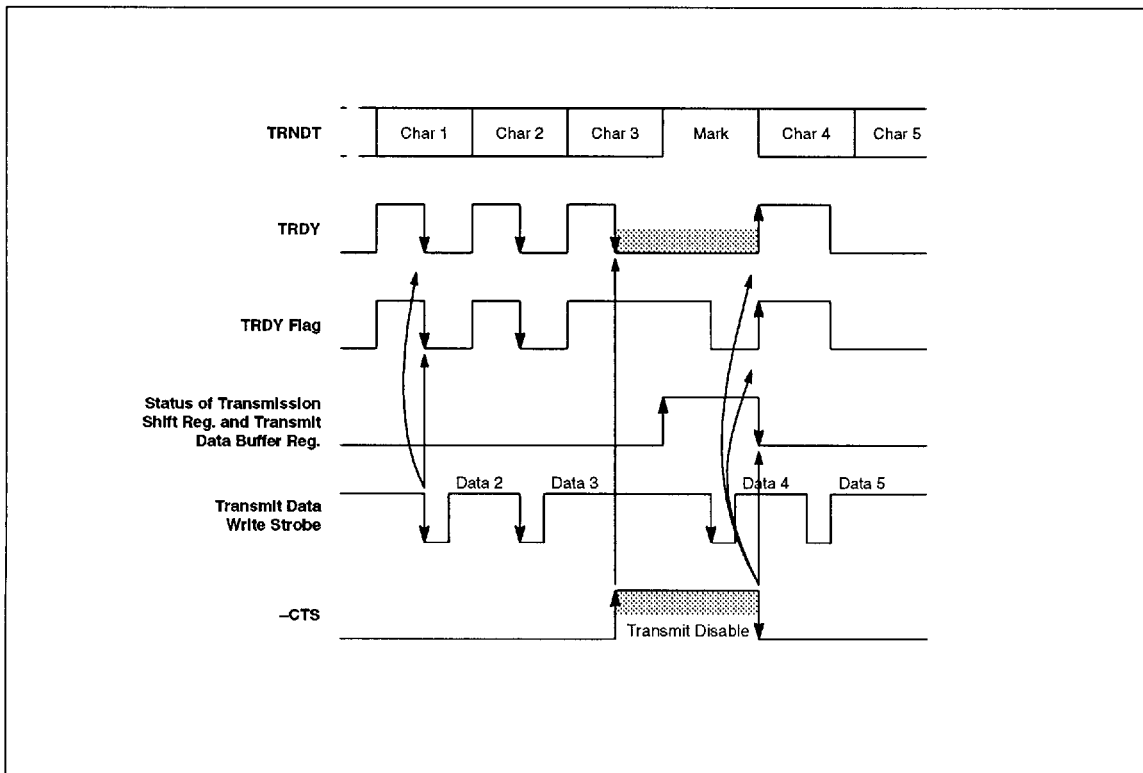 TRNDT
Char 1
Char 2
Char 3
Mark
Char 4
Char 5
TRDY
TRDY Flag
Status of Transmission
Shift Reg. and Transmit
Data Buffer Reg.
Data 2
Data 3
Data 4
Data 5
Transmit Data
Write Strobe
–CTS
Transmit Disable